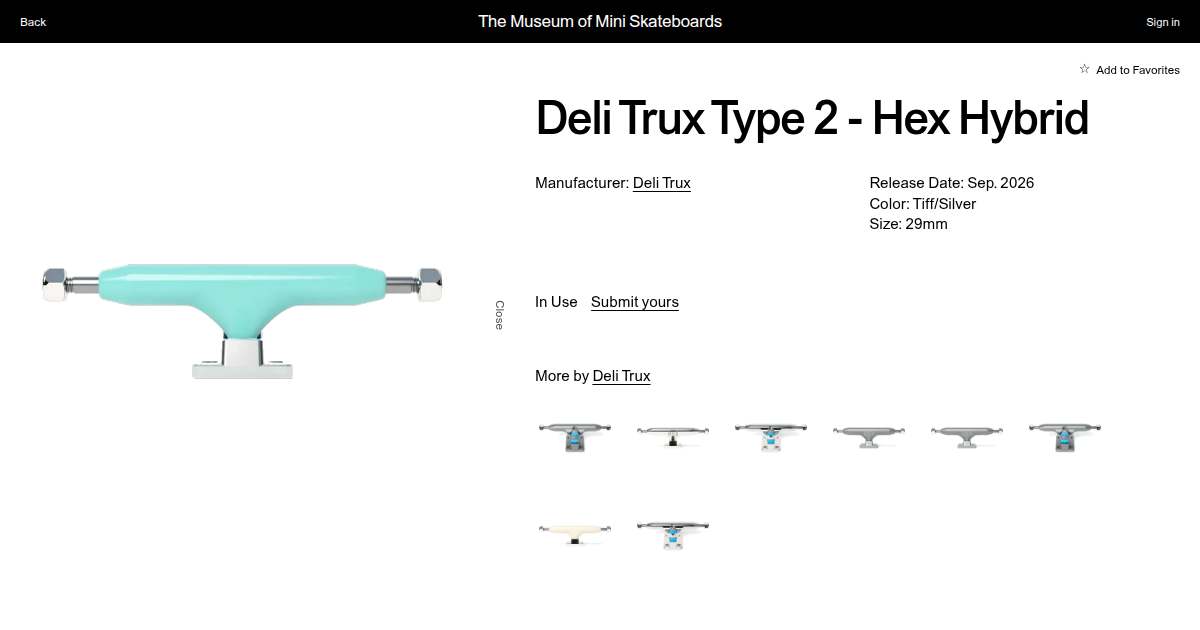 Back
The Museum of Mini Skateboards
Sign in
☆ Add to Favorites
Deli Trux Type 2 - Hex Hybrid
Manufacturer: Deli Trux
Release Date: Sep. 2026
Color: Tiff/Silver
Size: 29mm
Close
In Use Submit yours
More by Deli Trux